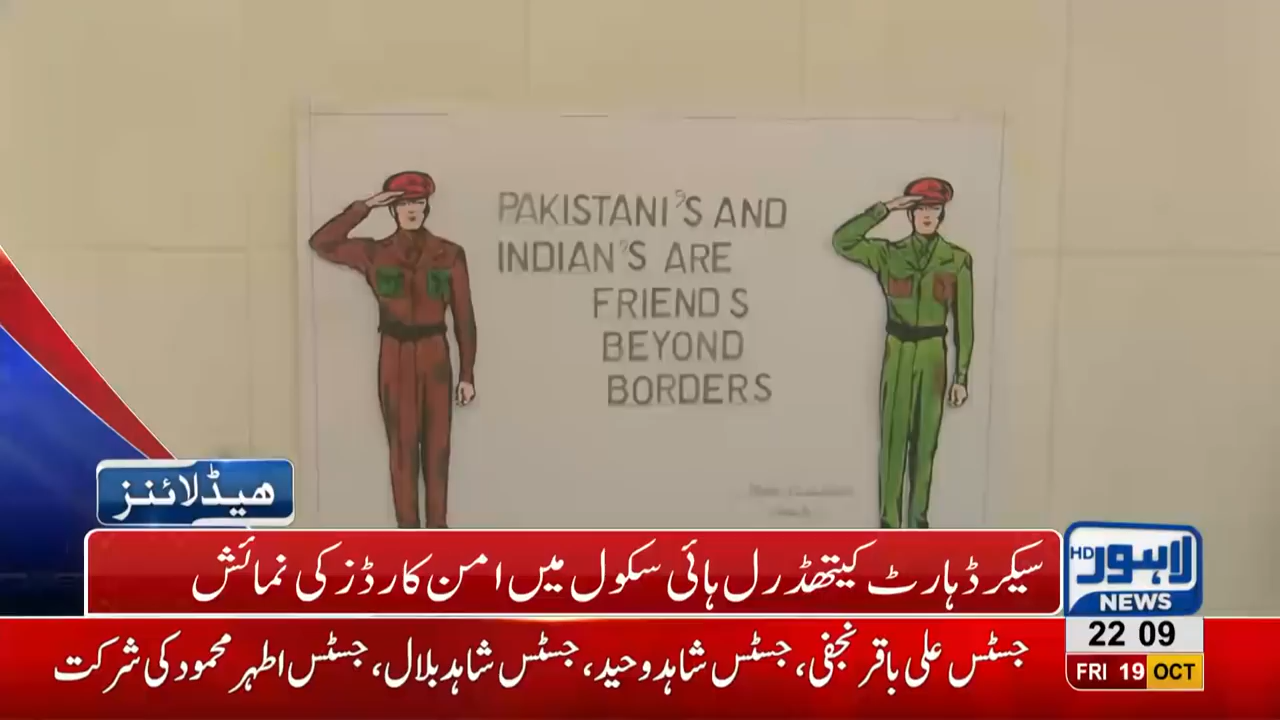 PAKISTANI'S AND
INDIAN'S ARE
FRIENDS
BEYOND
BORDERS
ھیڈلائنز
سیکرڈ ہارٹ کیتھڈرل ہائی سکول میں امن کارڈز کی نمائش
HD لاہور
NEWS
جسٹس علی باقر نجفی، جسٹس شاہد وحید، جسٹس شاہد بلال، جسٹس اطہر محمود کی شرکت
22 09
FRI 19 OCT